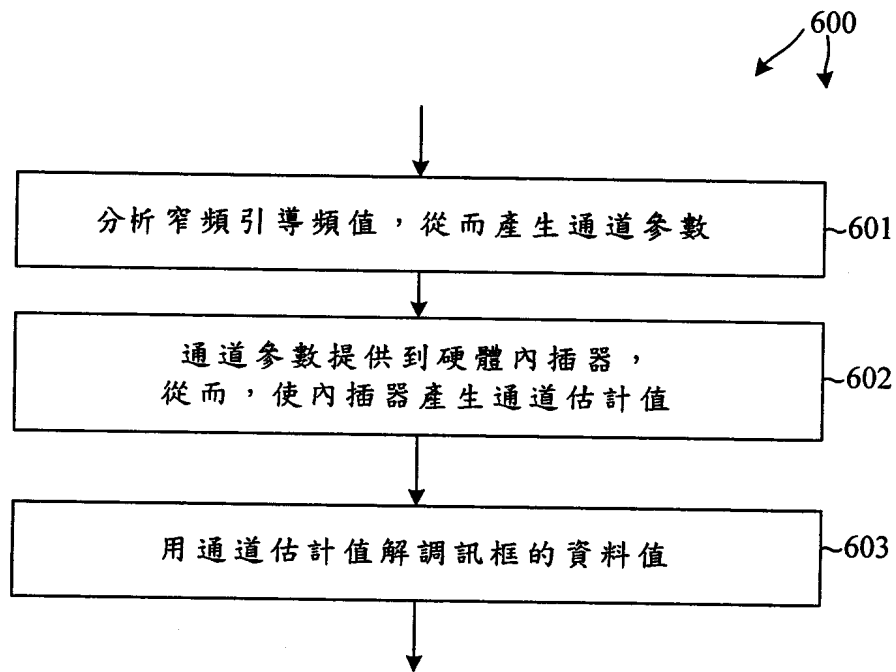 600
分析窄頻引導頻值，從而產生通道參數
~601
通道參數提供到硬體內插器，
從而，使內插器產生通道估計值
~602
用通道估計值解調訊框的資料值
~603